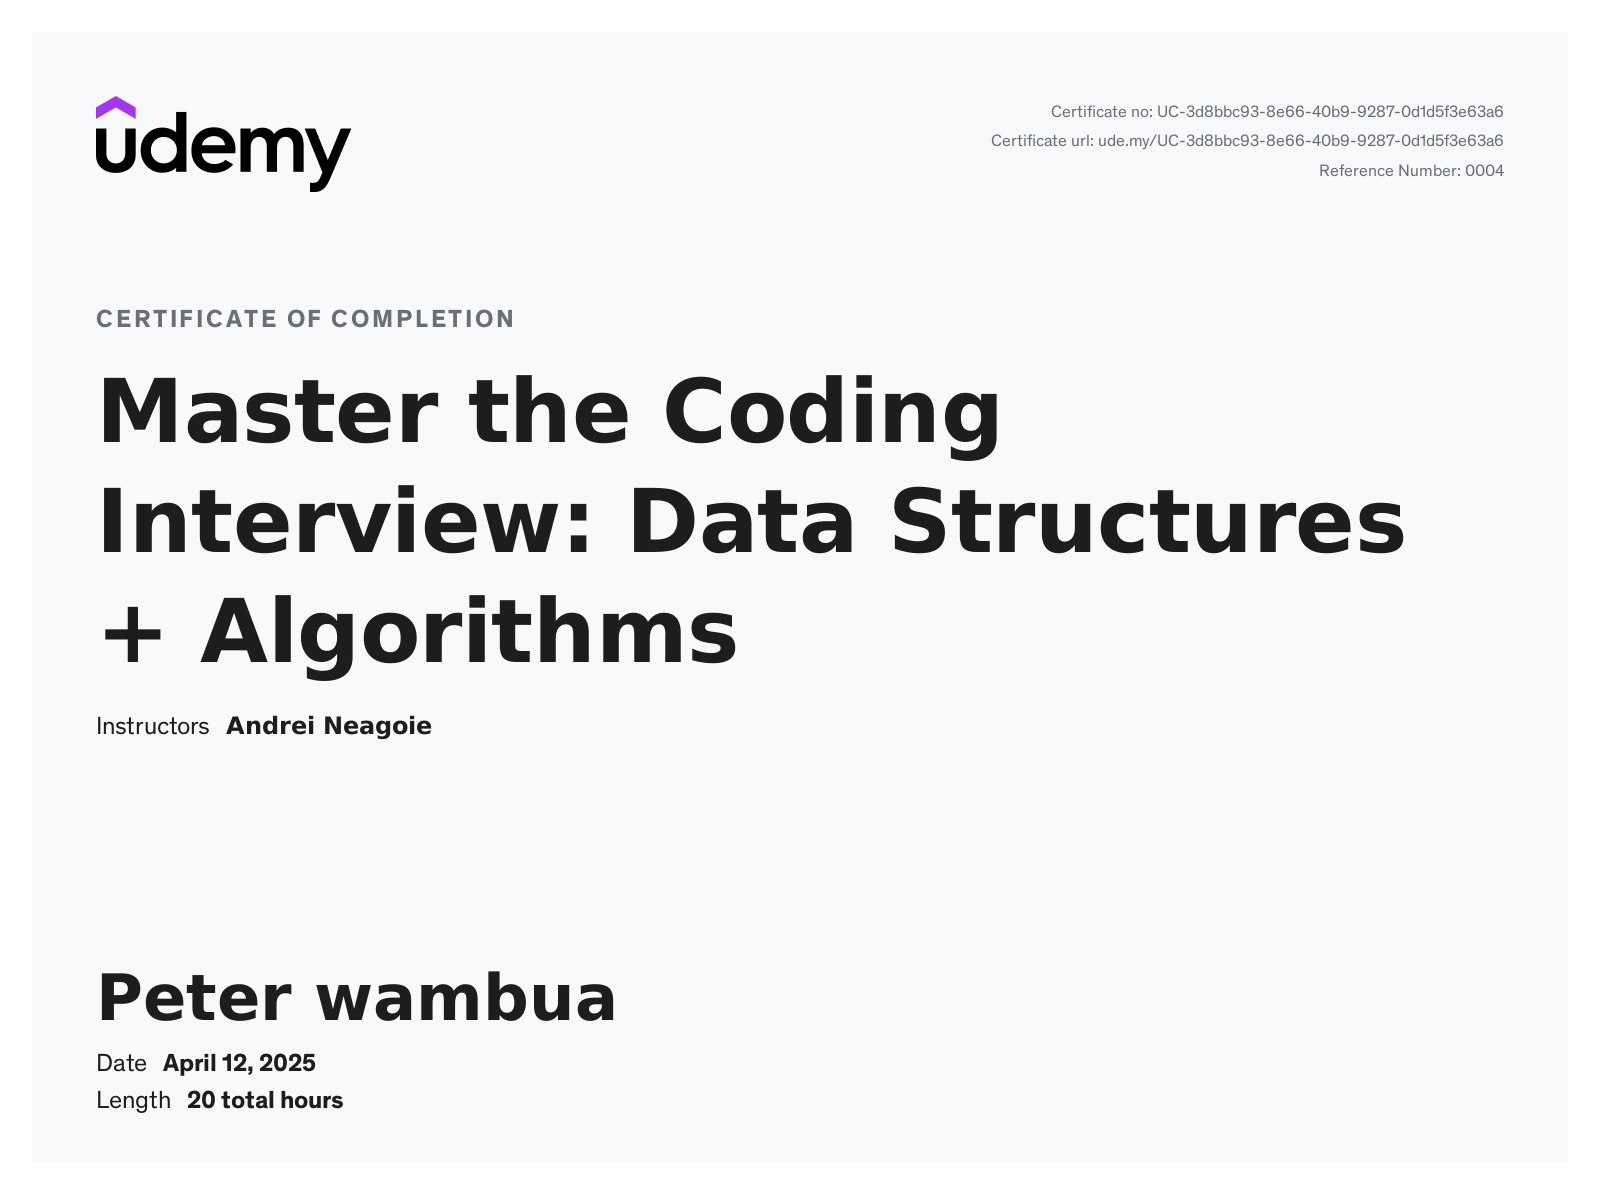 udemy
Certificate no: UC-3d8bbc93-8e66-40b9-9287-0d1d5f3e63a6
Certificate url: ude.my/UC-3d8bbc93-8e66-40b9-9287-0d1d5f3e63a6
Reference Number: 0004
CERTIFICATE OF COMPLETION
Master the Coding
Interview: Data Structures
+ Algorithms
Instructors Andrei Neagoie
Peter wambua
Date April 12, 2025
Length 20 total hours